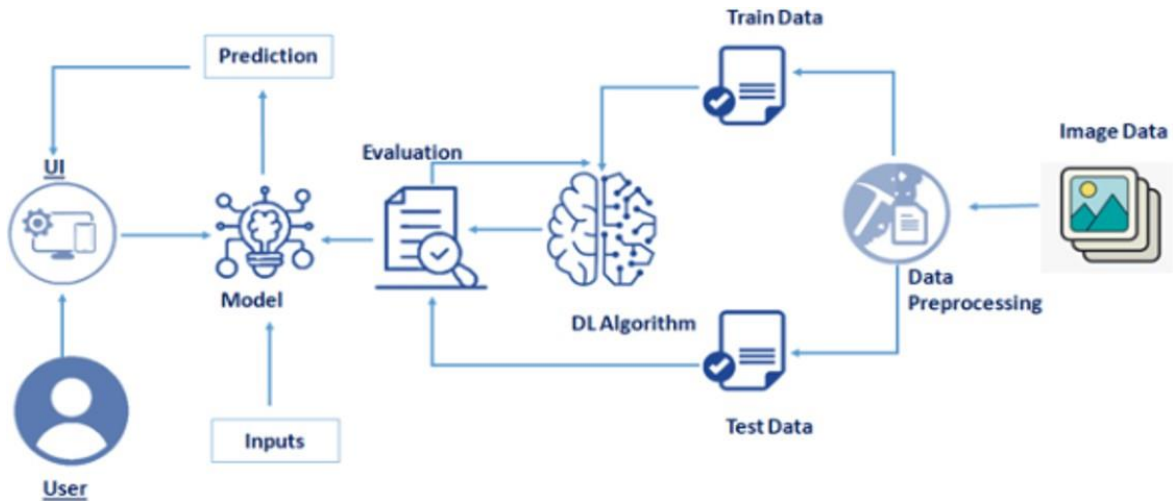 Train Data
Prediction
Image Data
Evaluation
UI
Data
Preprocessing
Model
DL Algorithm
Inputs
Test Data
User